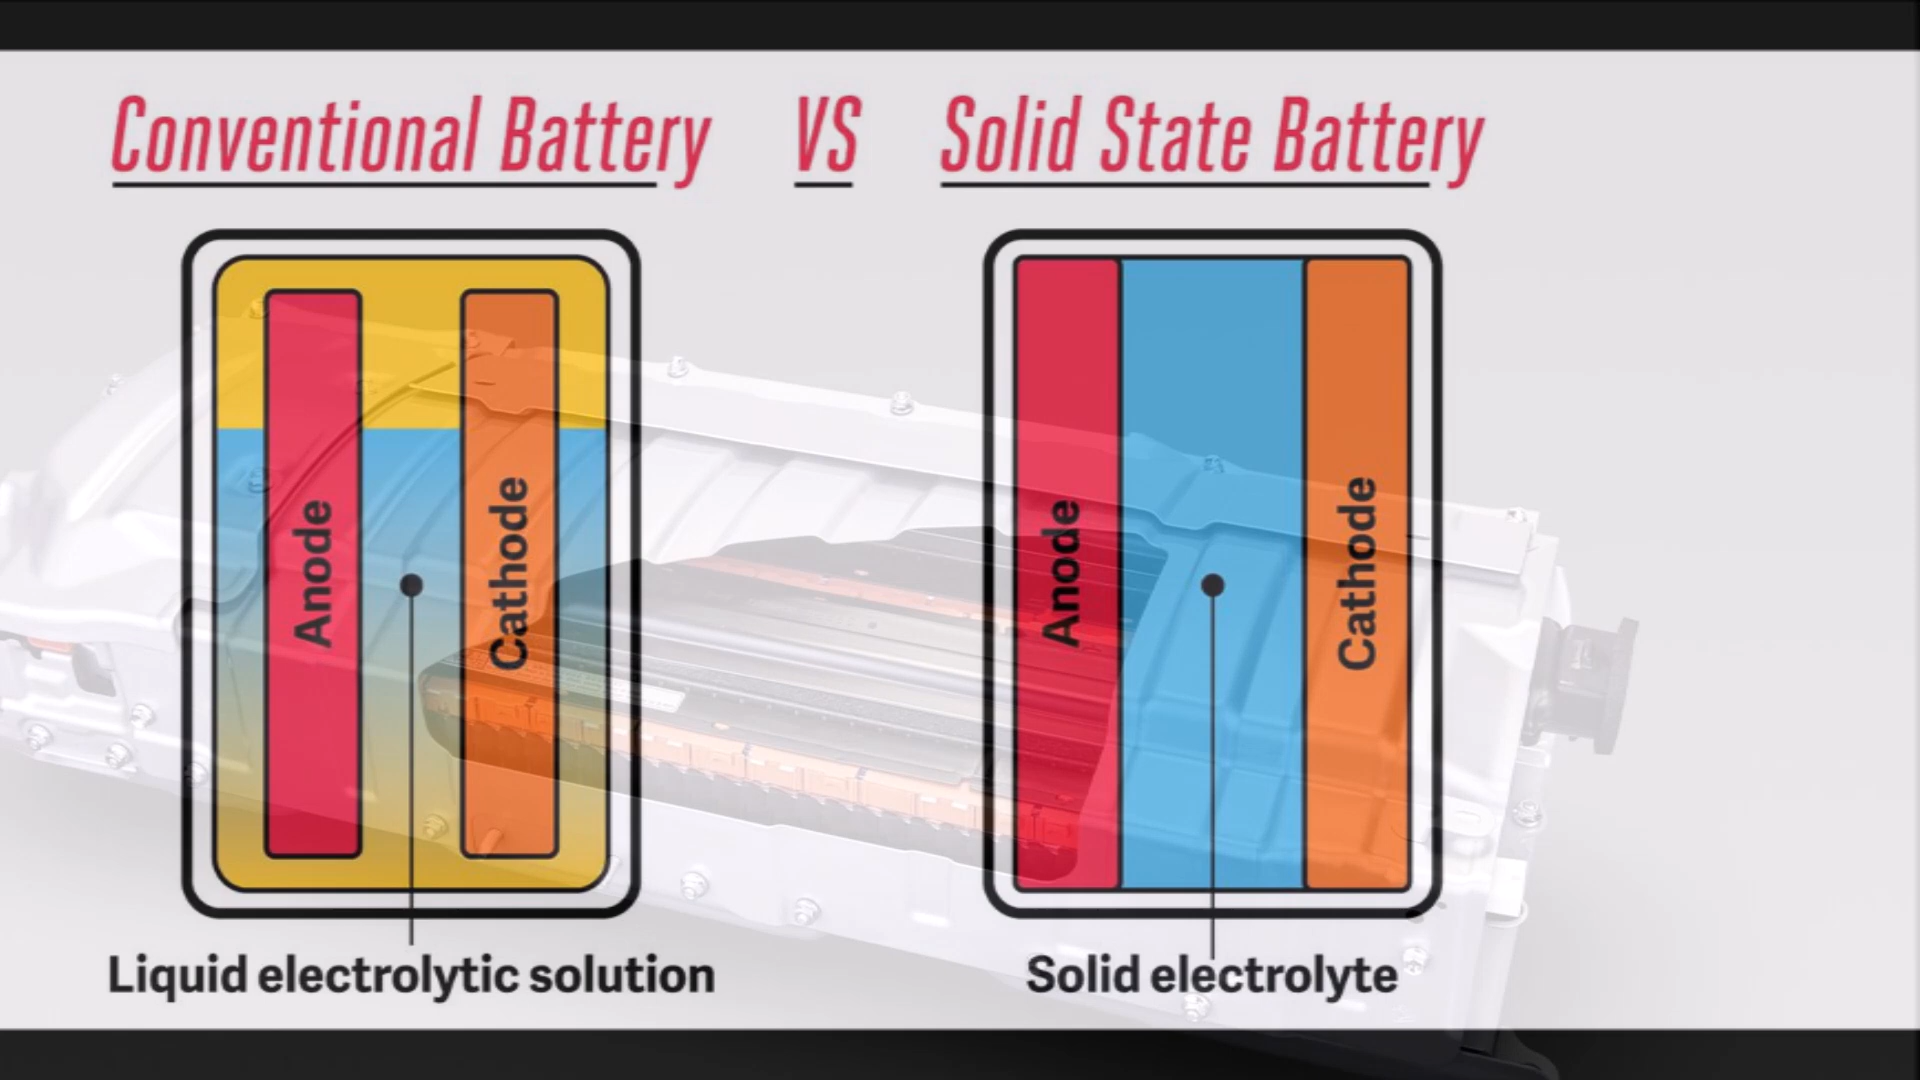 Conventional Battery VS Solid State Battery
Anode
Cathode
Anode
Cathode
Liquid electrolytic solution
Solid electrolyte